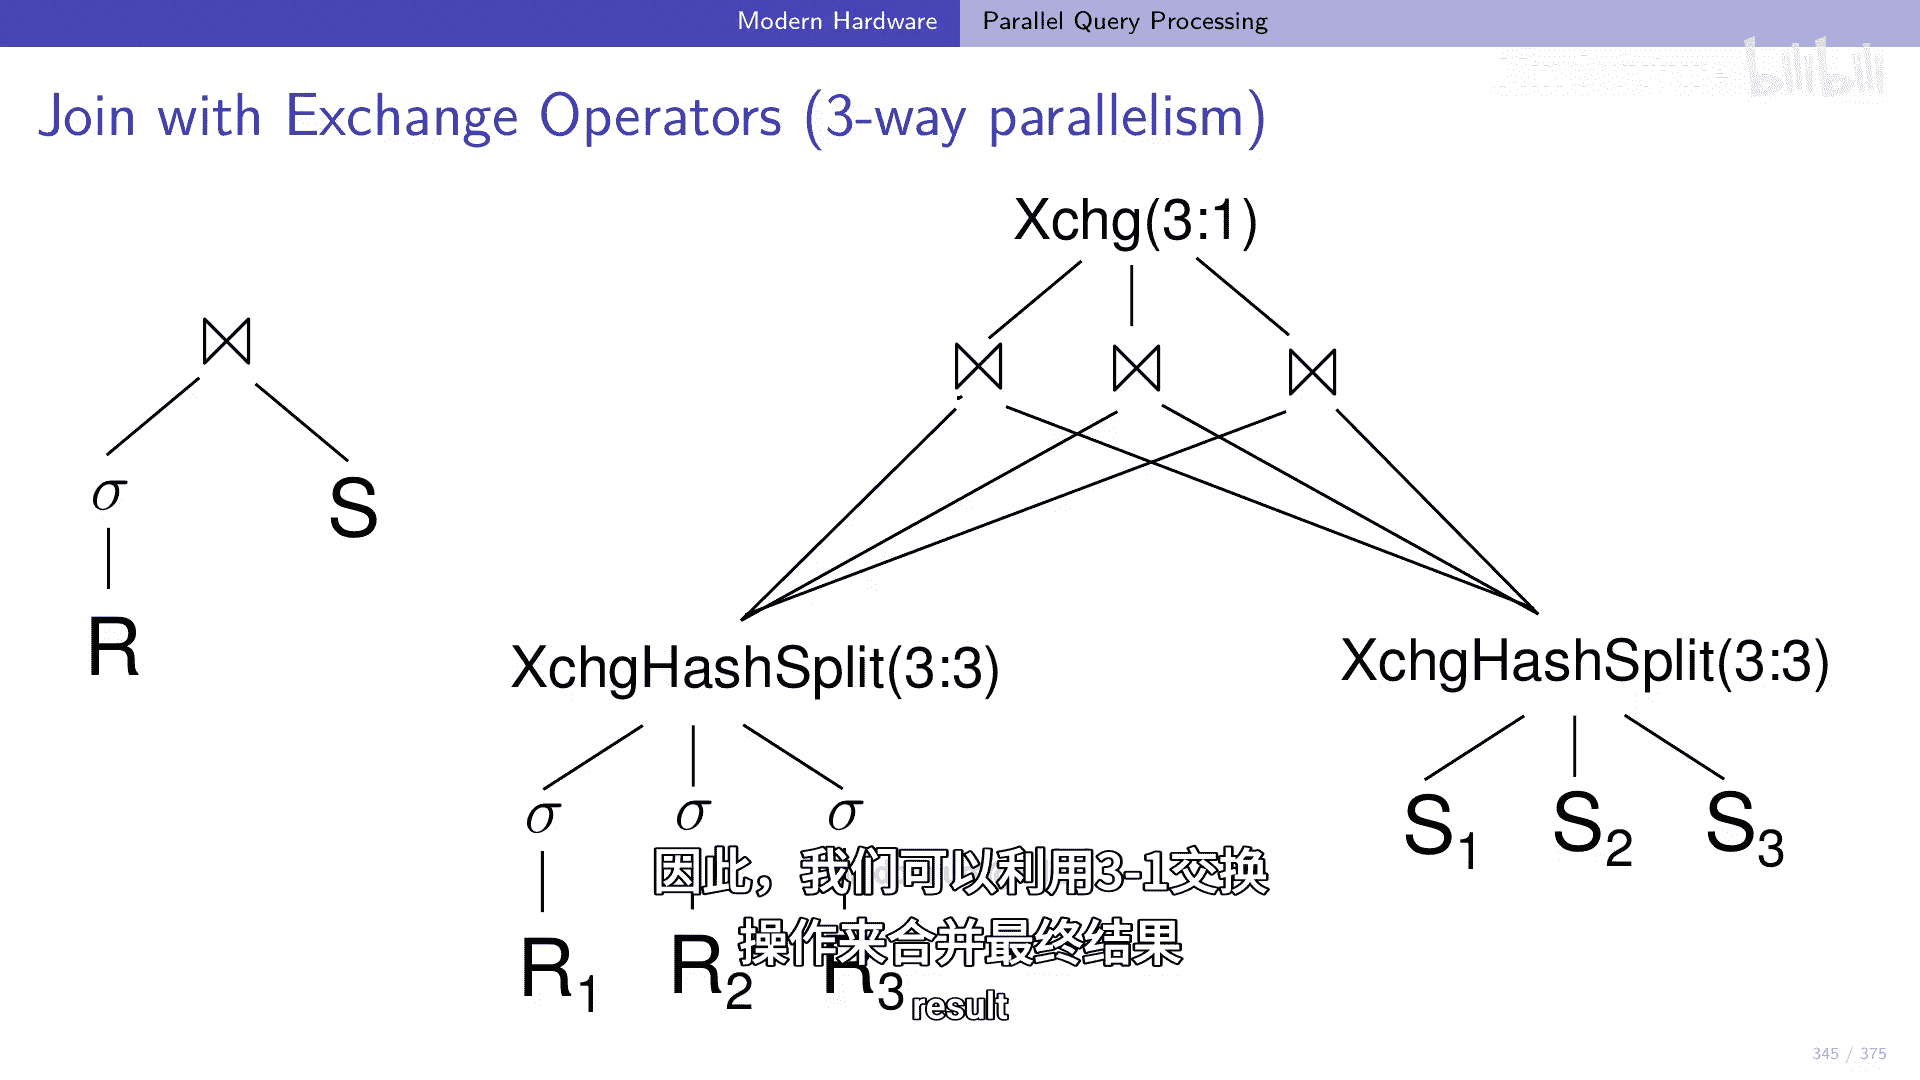 Modern Hardware Parallel Query Processing
bilibili
Join with Exchange Operators (3-way parallelism)
Xchg(3:1)
⋈
⋈ ⋈ ⋈
σ S
R
XchgHashSplit(3:3) XchgHashSplit(3:3)
σ σ σ
S₁ S₂ S₃
R₁ R₂ R₃
因此，我们可以利用3-1交换
操作来合并最终结果
result
345 / 375